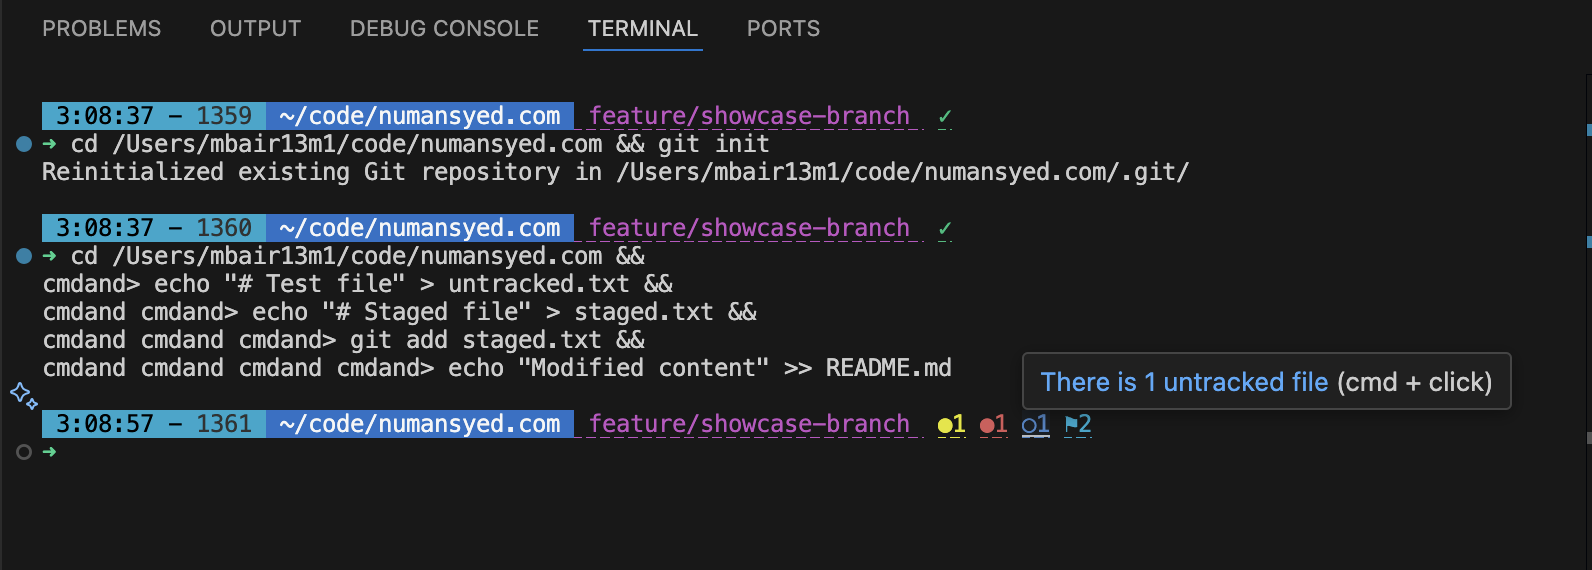 PROBLEMS OUTPUT DEBUG CONSOLE TERMINAL PORTS
3:08:37 – 1359 ~/code/numansyed.com feature/showcase-branch ✓
➜ cd /Users/mbair13m1/code/numansyed.com && git init
Reinitialized existing Git repository in /Users/mbair13m1/code/numansyed.com/.git/
3:08:37 – 1360 ~/code/numansyed.com feature/showcase-branch ✓
➜ cd /Users/mbair13m1/code/numansyed.com &&
cmdand> echo "# Test file" > untracked.txt &&
cmdand cmdand> echo "# Staged file" > staged.txt &&
cmdand cmdand cmdand> git add staged.txt &&
cmdand cmdand cmdand cmdand> echo "Modified content" >> README.md
There is 1 untracked file (cmd + click)
3:08:57 – 1361 ~/code/numansyed.com feature/showcase-branch ●1 ●1 ○1 ⚑2
➜